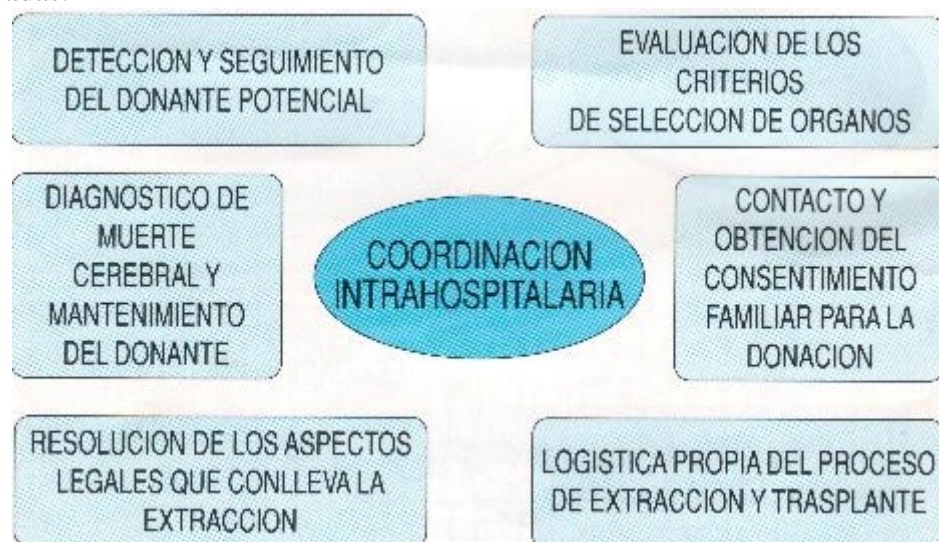 DETECCION Y SEGUIMIENTO
DEL DONANTE POTENCIAL
EVALUACION DE LOS
CRITERIOS
DE SELECCION DE ORGANOS
DIAGNOSTICO DE
MUERTE
CEREBRAL Y
MANTENIMIENTO
DEL DONANTE
COORDINACION
INTRAHOSPITALARIA
CONTACTO Y
OBTENCION DEL
CONSENTIMIENTO
FAMILIAR PARA LA
DONACION
RESOLUCION DE LOS ASPECTOS
LEGALES QUE CONLLEVA LA
EXTRACCION
LOGISTICA PROPIA DEL PROCESO
DE EXTRACCION Y TRASPLANTE